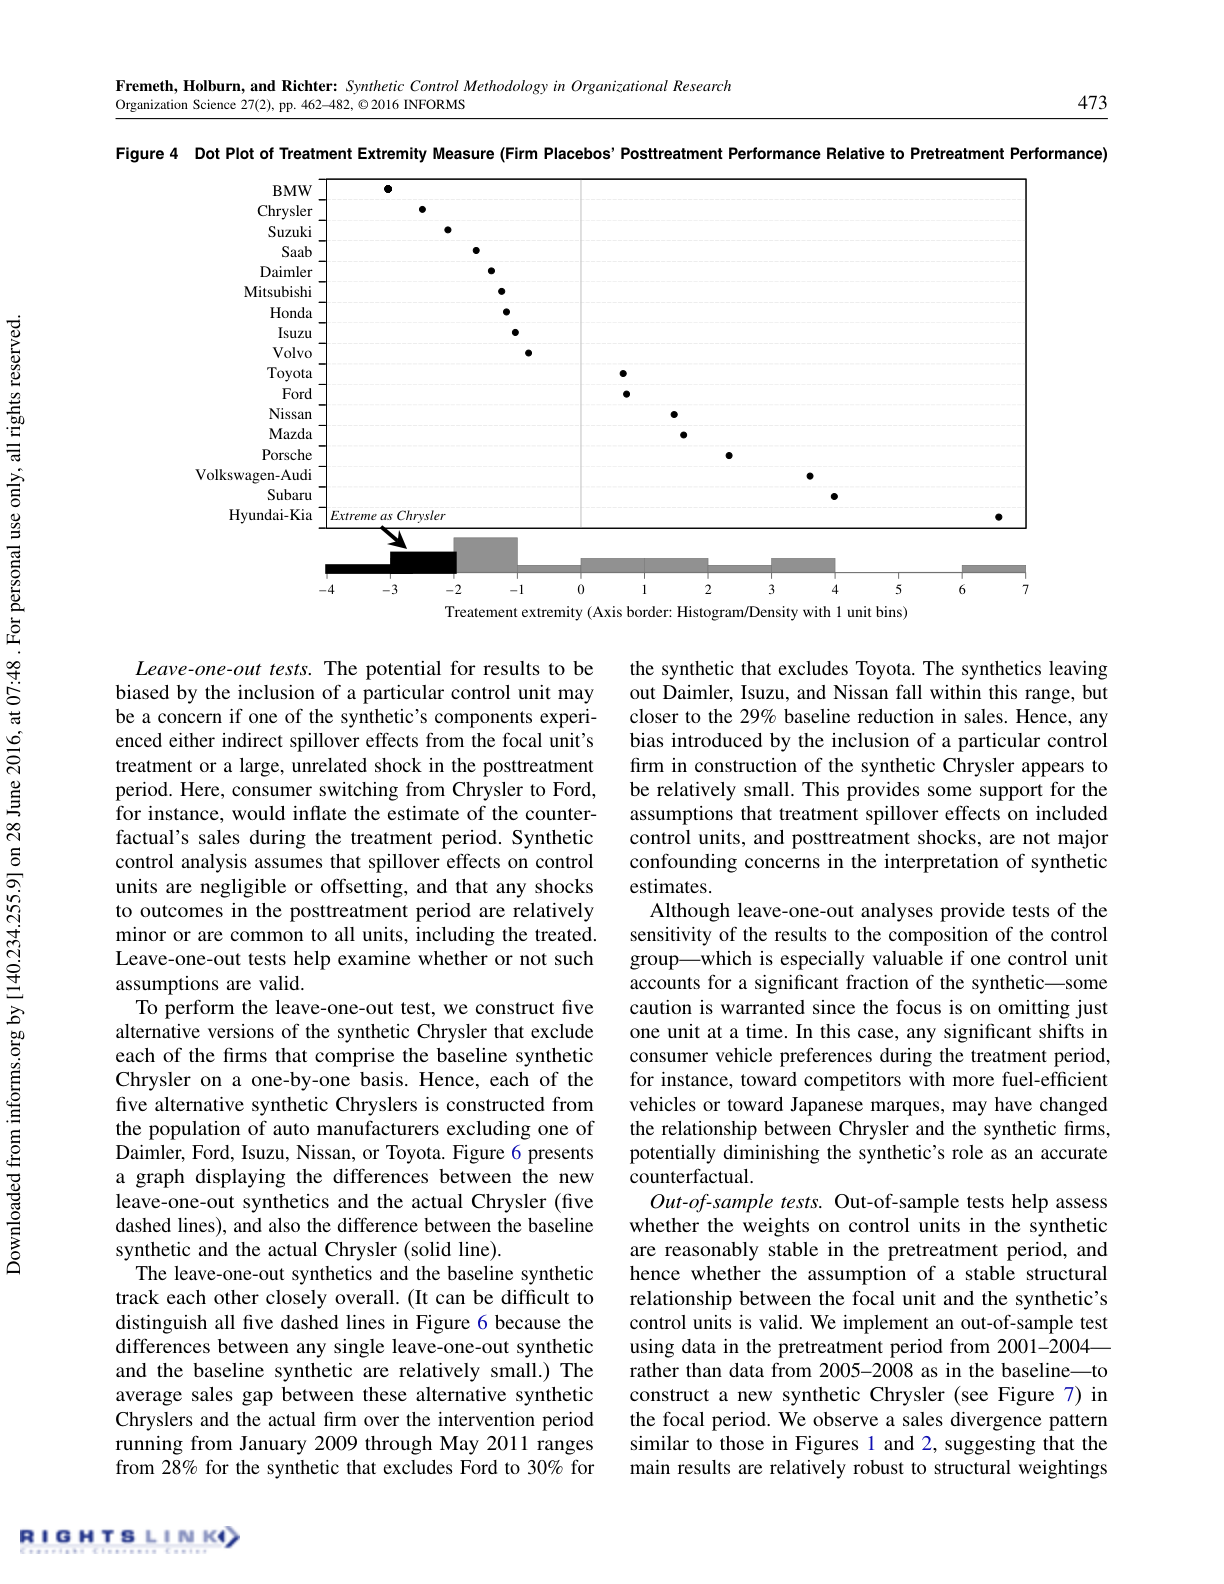 Fremeth, Holburn, and Richter: Synthetic Control Methodology in Organizational Research
Organization Science 27(2), pp. 462–482, © 2016 INFORMS
473
Figure 4 Dot Plot of Treatment Extremity Measure (Firm Placebos' Posttreatment Performance Relative to Pretreatment Performance)
BMW
Chrysler
Suzuki
Saab
Daimler
Mitsubishi
Honda
Isuzu
Volvo
Toyota
Ford
Nissan
Mazda
Porsche
Volkswagen-Audi
Subaru
Hyundai-Kia
Extreme as Chrysler
–4 –3 –2 –1 0 1 2 3 4 5 6 7
Treatement extremity (Axis border: Histogram/Density with 1 unit bins)
Leave-one-out tests. The potential for results to be
biased by the inclusion of a particular control unit may
be a concern if one of the synthetic's components experi-
enced either indirect spillover effects from the focal unit's
treatment or a large, unrelated shock in the posttreatment
period. Here, consumer switching from Chrysler to Ford,
for instance, would inflate the estimate of the counter-
factual's sales during the treatment period. Synthetic
control analysis assumes that spillover effects on control
units are negligible or offsetting, and that any shocks
to outcomes in the posttreatment period are relatively
minor or are common to all units, including the treated.
Leave-one-out tests help examine whether or not such
assumptions are valid.
To perform the leave-one-out test, we construct five
alternative versions of the synthetic Chrysler that exclude
each of the firms that comprise the baseline synthetic
Chrysler on a one-by-one basis. Hence, each of the
five alternative synthetic Chryslers is constructed from
the population of auto manufacturers excluding one of
Daimler, Ford, Isuzu, Nissan, or Toyota. Figure 6 presents
a graph displaying the differences between the new
leave-one-out synthetics and the actual Chrysler (five
dashed lines), and also the difference between the baseline
synthetic and the actual Chrysler (solid line).
The leave-one-out synthetics and the baseline synthetic
track each other closely overall. (It can be difficult to
distinguish all five dashed lines in Figure 6 because the
differences between any single leave-one-out synthetic
and the baseline synthetic are relatively small.) The
average sales gap between these alternative synthetic
Chryslers and the actual firm over the intervention period
running from January 2009 through May 2011 ranges
from 28% for the synthetic that excludes Ford to 30% for
the synthetic that excludes Toyota. The synthetics leaving
out Daimler, Isuzu, and Nissan fall within this range, but
closer to the 29% baseline reduction in sales. Hence, any
bias introduced by the inclusion of a particular control
firm in construction of the synthetic Chrysler appears to
be relatively small. This provides some support for the
assumptions that treatment spillover effects on included
control units, and posttreatment shocks, are not major
confounding concerns in the interpretation of synthetic
estimates.
Although leave-one-out analyses provide tests of the
sensitivity of the results to the composition of the control
group—which is especially valuable if one control unit
accounts for a significant fraction of the synthetic—some
caution is warranted since the focus is on omitting just
one unit at a time. In this case, any significant shifts in
consumer vehicle preferences during the treatment period,
for instance, toward competitors with more fuel-efficient
vehicles or toward Japanese marques, may have changed
the relationship between Chrysler and the synthetic firms,
potentially diminishing the synthetic's role as an accurate
counterfactual.
Out-of-sample tests. Out-of-sample tests help assess
whether the weights on control units in the synthetic
are reasonably stable in the pretreatment period, and
hence whether the assumption of a stable structural
relationship between the focal unit and the synthetic's
control units is valid. We implement an out-of-sample test
using data in the pretreatment period from 2001–2004—
rather than data from 2005–2008 as in the baseline—to
construct a new synthetic Chrysler (see Figure 7) in
the focal period. We observe a sales divergence pattern
similar to those in Figures 1 and 2, suggesting that the
main results are relatively robust to structural weightings
Downloaded from informs.org by [140.234.255.9] on 28 June 2016, at 07:48 . For personal use only, all rights reserved.
RIGHTSLINK
Copyright Clearance Center